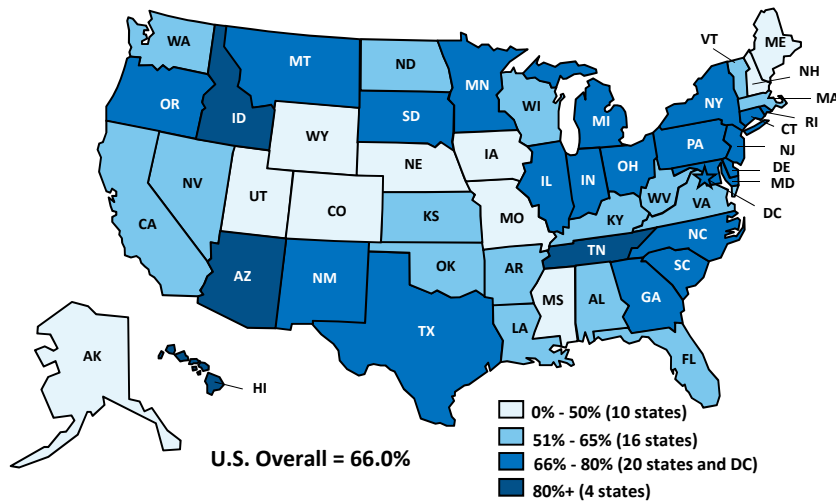 WA
MT
ND
MN
VT
ME
NH
MA
OR
ID
SD
WI
MI
NY
RI
CT
WY
NE
IA
PA
NJ
NV
UT
CO
IL
IN
OH
DE
MD
CA
KS
MO
KY
WV
VA
DC
AZ
NM
OK
AR
TN
NC
SC
TX
LA
MS
AL
GA
FL
AK
HI
0% - 50% (10 states)
51% - 65% (16 states)
66% - 80% (20 states and DC)
80%+ (4 states)
U.S. Overall = 66.0%